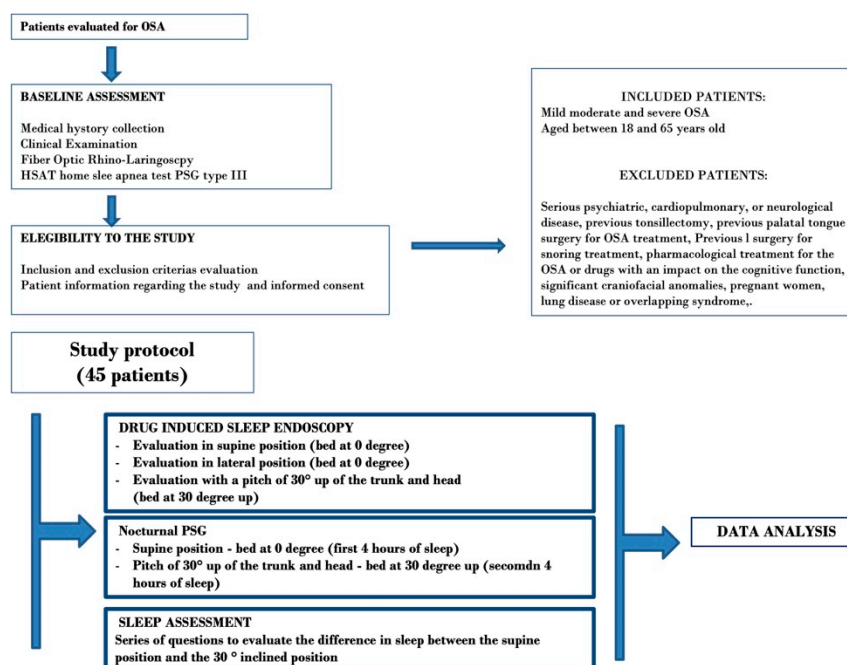 Patients evaluated for OSA
BASELINE ASSESSMENT
Medical hystory collection
Clinical Examination
Fiber Optic Rhino-Laringoscpy
HSAT home slee apnea test PSG type III
ELEGIBILITY TO THE STUDY
Inclusion and exclusion criterias evaluation
Patient information regarding the study and informed consent
INCLUDED PATIENTS:
Mild moderate and severe OSA
Aged between 18 and 65 years old
EXCLUDED PATIENTS:
Serious psychiatric, cardiopulmonary, or neurological
disease, previous tonsillectomy, previous palatal tongue
surgery for OSA treatment, Previous l surgery for
snoring treatment, pharmacological treatment for the
OSA or drugs with an impact on the cognitive function,
significant craniofacial anomalies, pregnant women,
lung disease or overlapping syndrome,.
Study protocol
(45 patients)
DRUG INDUCED SLEEP ENDOSCOPY
- Evaluation in supine position (bed at 0 degree)
- Evaluation in lateral position (bed at 0 degree)
- Evaluation with a pitch of 30° up of the trunk and head
(bed at 30 degree up)
Nocturnal PSG
- Supine position - bed at 0 degree (first 4 hours of sleep)
- Pitch of 30° up of the trunk and head - bed at 30 degree up (secomdn 4
hours of sleep)
SLEEP ASSESSMENT
Series of questions to evaluate the difference in sleep between the supine
position and the 30 ° inclined position
DATA ANALYSIS